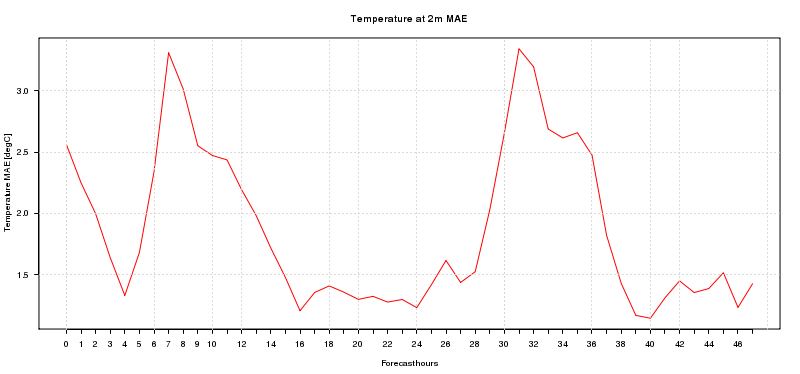 Temperature at 2m MAE
Temperature MAE [degC]
3.0
2.5
2.0
1.5
0 1 2 3 4 5 6 7 8 9 10 12 14 16 18 20 22 24 26 28 30 32 34 36 38 40 42 44 46
Forecasthours